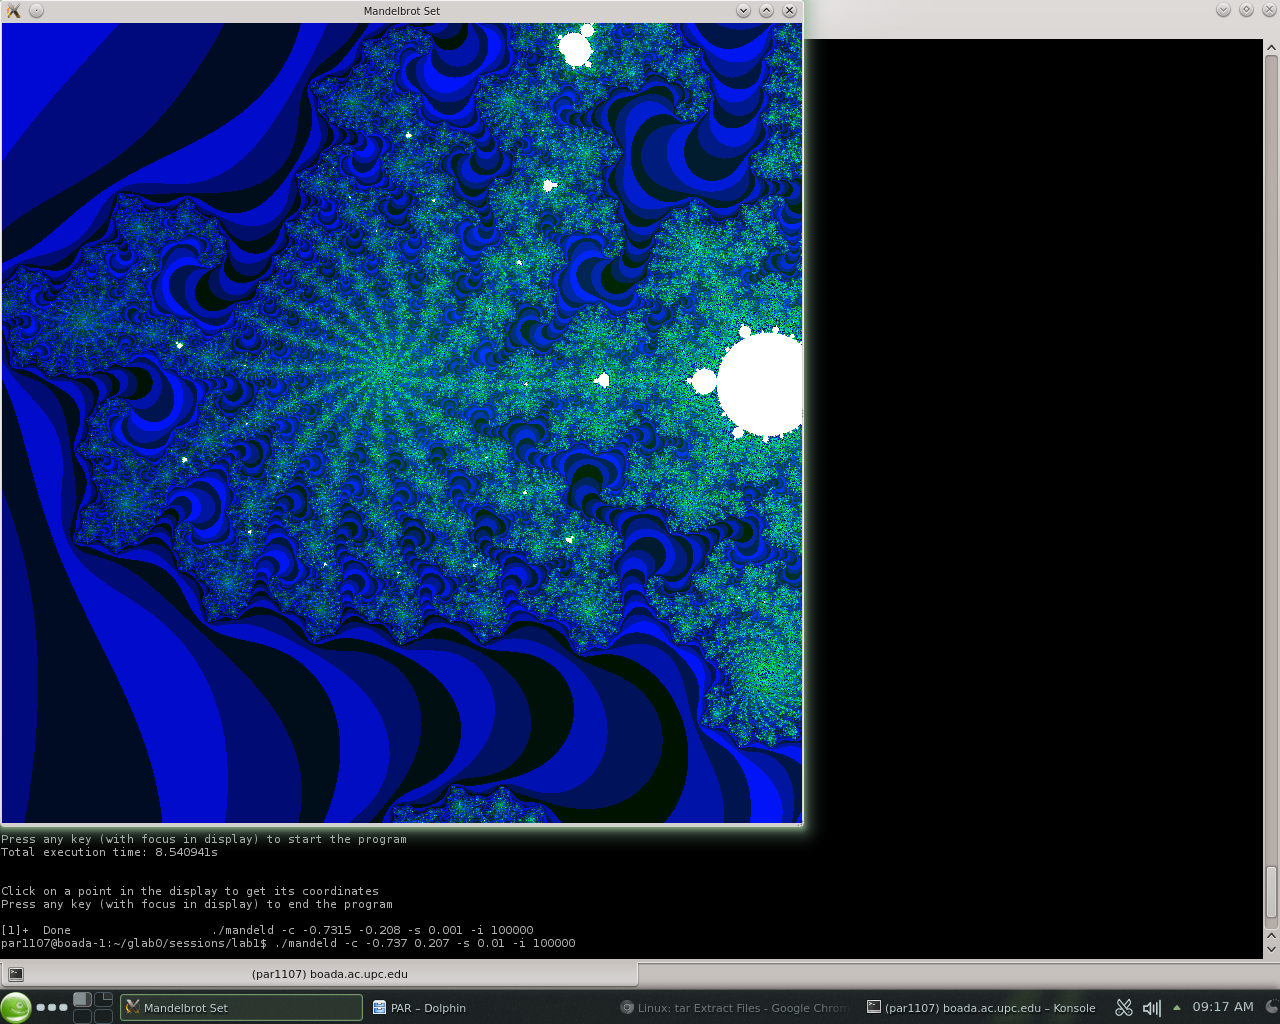 Mandelbrot Set
Press any key (with focus in display) to start the program
Total execution time: 8.540941s
Click on a point in the display to get its coordinates
Press any key (with focus in display) to end the program
[1]+  Done                    ./mandeld -c -0.7315 -0.208 -s 0.001 -i 100000
par1107@boada-1:~/glab0/sessions/lab1$ ./mandeld -c -0.737 0.207 -s 0.01 -i 100000
(par1107) boada.ac.upc.edu
Mandelbrot Set
PAR – Dolphin
Linux: tar Extract Files - Google Chrom
(par1107) boada.ac.upc.edu – Konsole
09:17 AM